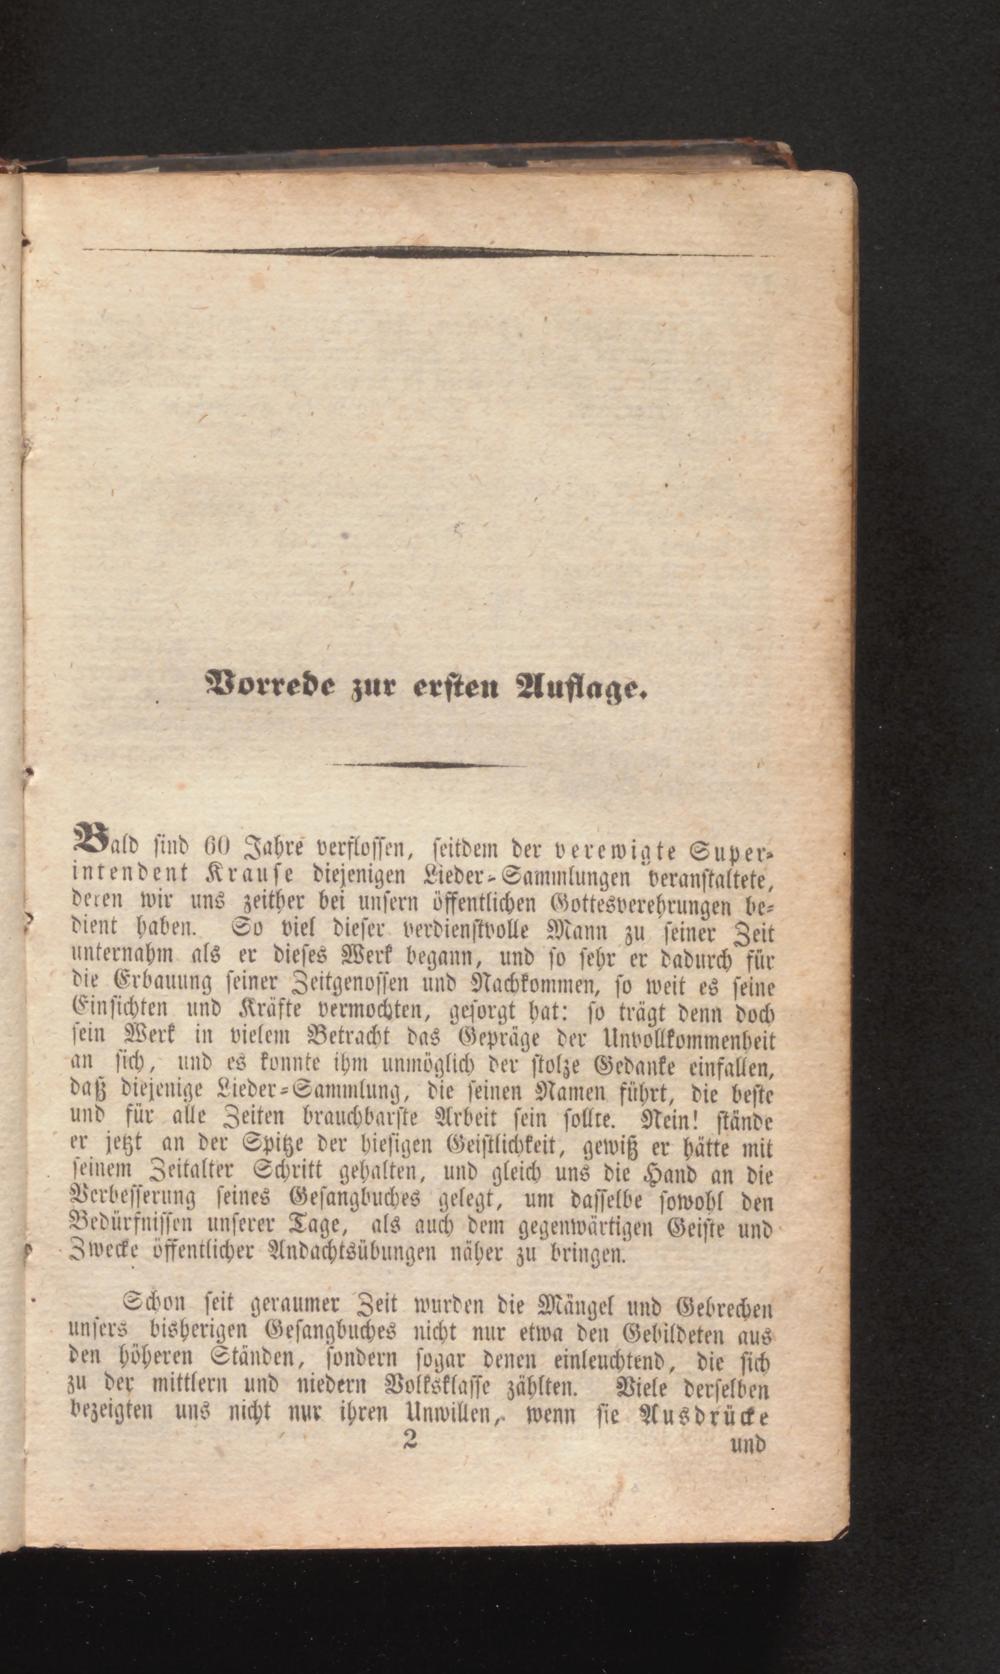 Vorrede zur ersten Auflage.
Bald sind 60 Jahre verflossen, seitdem der verewigte Super-
intendent Krause diejenigen Lieder-Sammlungen veranstaltete,
deren wir uns zeither bei unsern öffentlichen Gottesverehrungen be-
dient haben. So viel dieser verdienstvolle Mann zu seiner Zeit
unternahm als er dieses Werk begann, und so sehr er dadurch für
die Erbauung seiner Zeitgenossen und Nachkommen, so weit es seine
Einsichten und Kräfte vermochten, gesorgt hat: so trägt denn doch
sein Werk in vielem Betracht das Gepräge der Unvollkommenheit
an sich, und es konnte ihm unmöglich der stolze Gedanke einfallen,
daß diejenige Lieder-Sammlung, die seinen Namen führt, die beste
und für alle Zeiten brauchbarste Arbeit sein sollte. Nein! stände
er jetzt an der Spitze der hiesigen Geistlichkeit, gewiß er hätte mit
seinem Zeitalter Schritt gehalten, und gleich uns die Hand an die
Verbesserung seines Gesangbuches gelegt, um dasselbe sowohl den
Bedürfnissen unserer Tage, als auch dem gegenwärtigen Geiste und
Zwecke öffentlicher Andachtsübungen näher zu bringen.
Schon seit geraumer Zeit wurden die Mängel und Gebrechen
unsers bisherigen Gesangbuches nicht nur etwa den Gebildeten aus
den höheren Ständen, sondern sogar denen einleuchtend, die sich
zu der mittlern und niedern Volksklasse zählten. Viele derselben
bezeigten uns nicht nur ihren Unwillen, wenn sie Ausdrücke
2
und